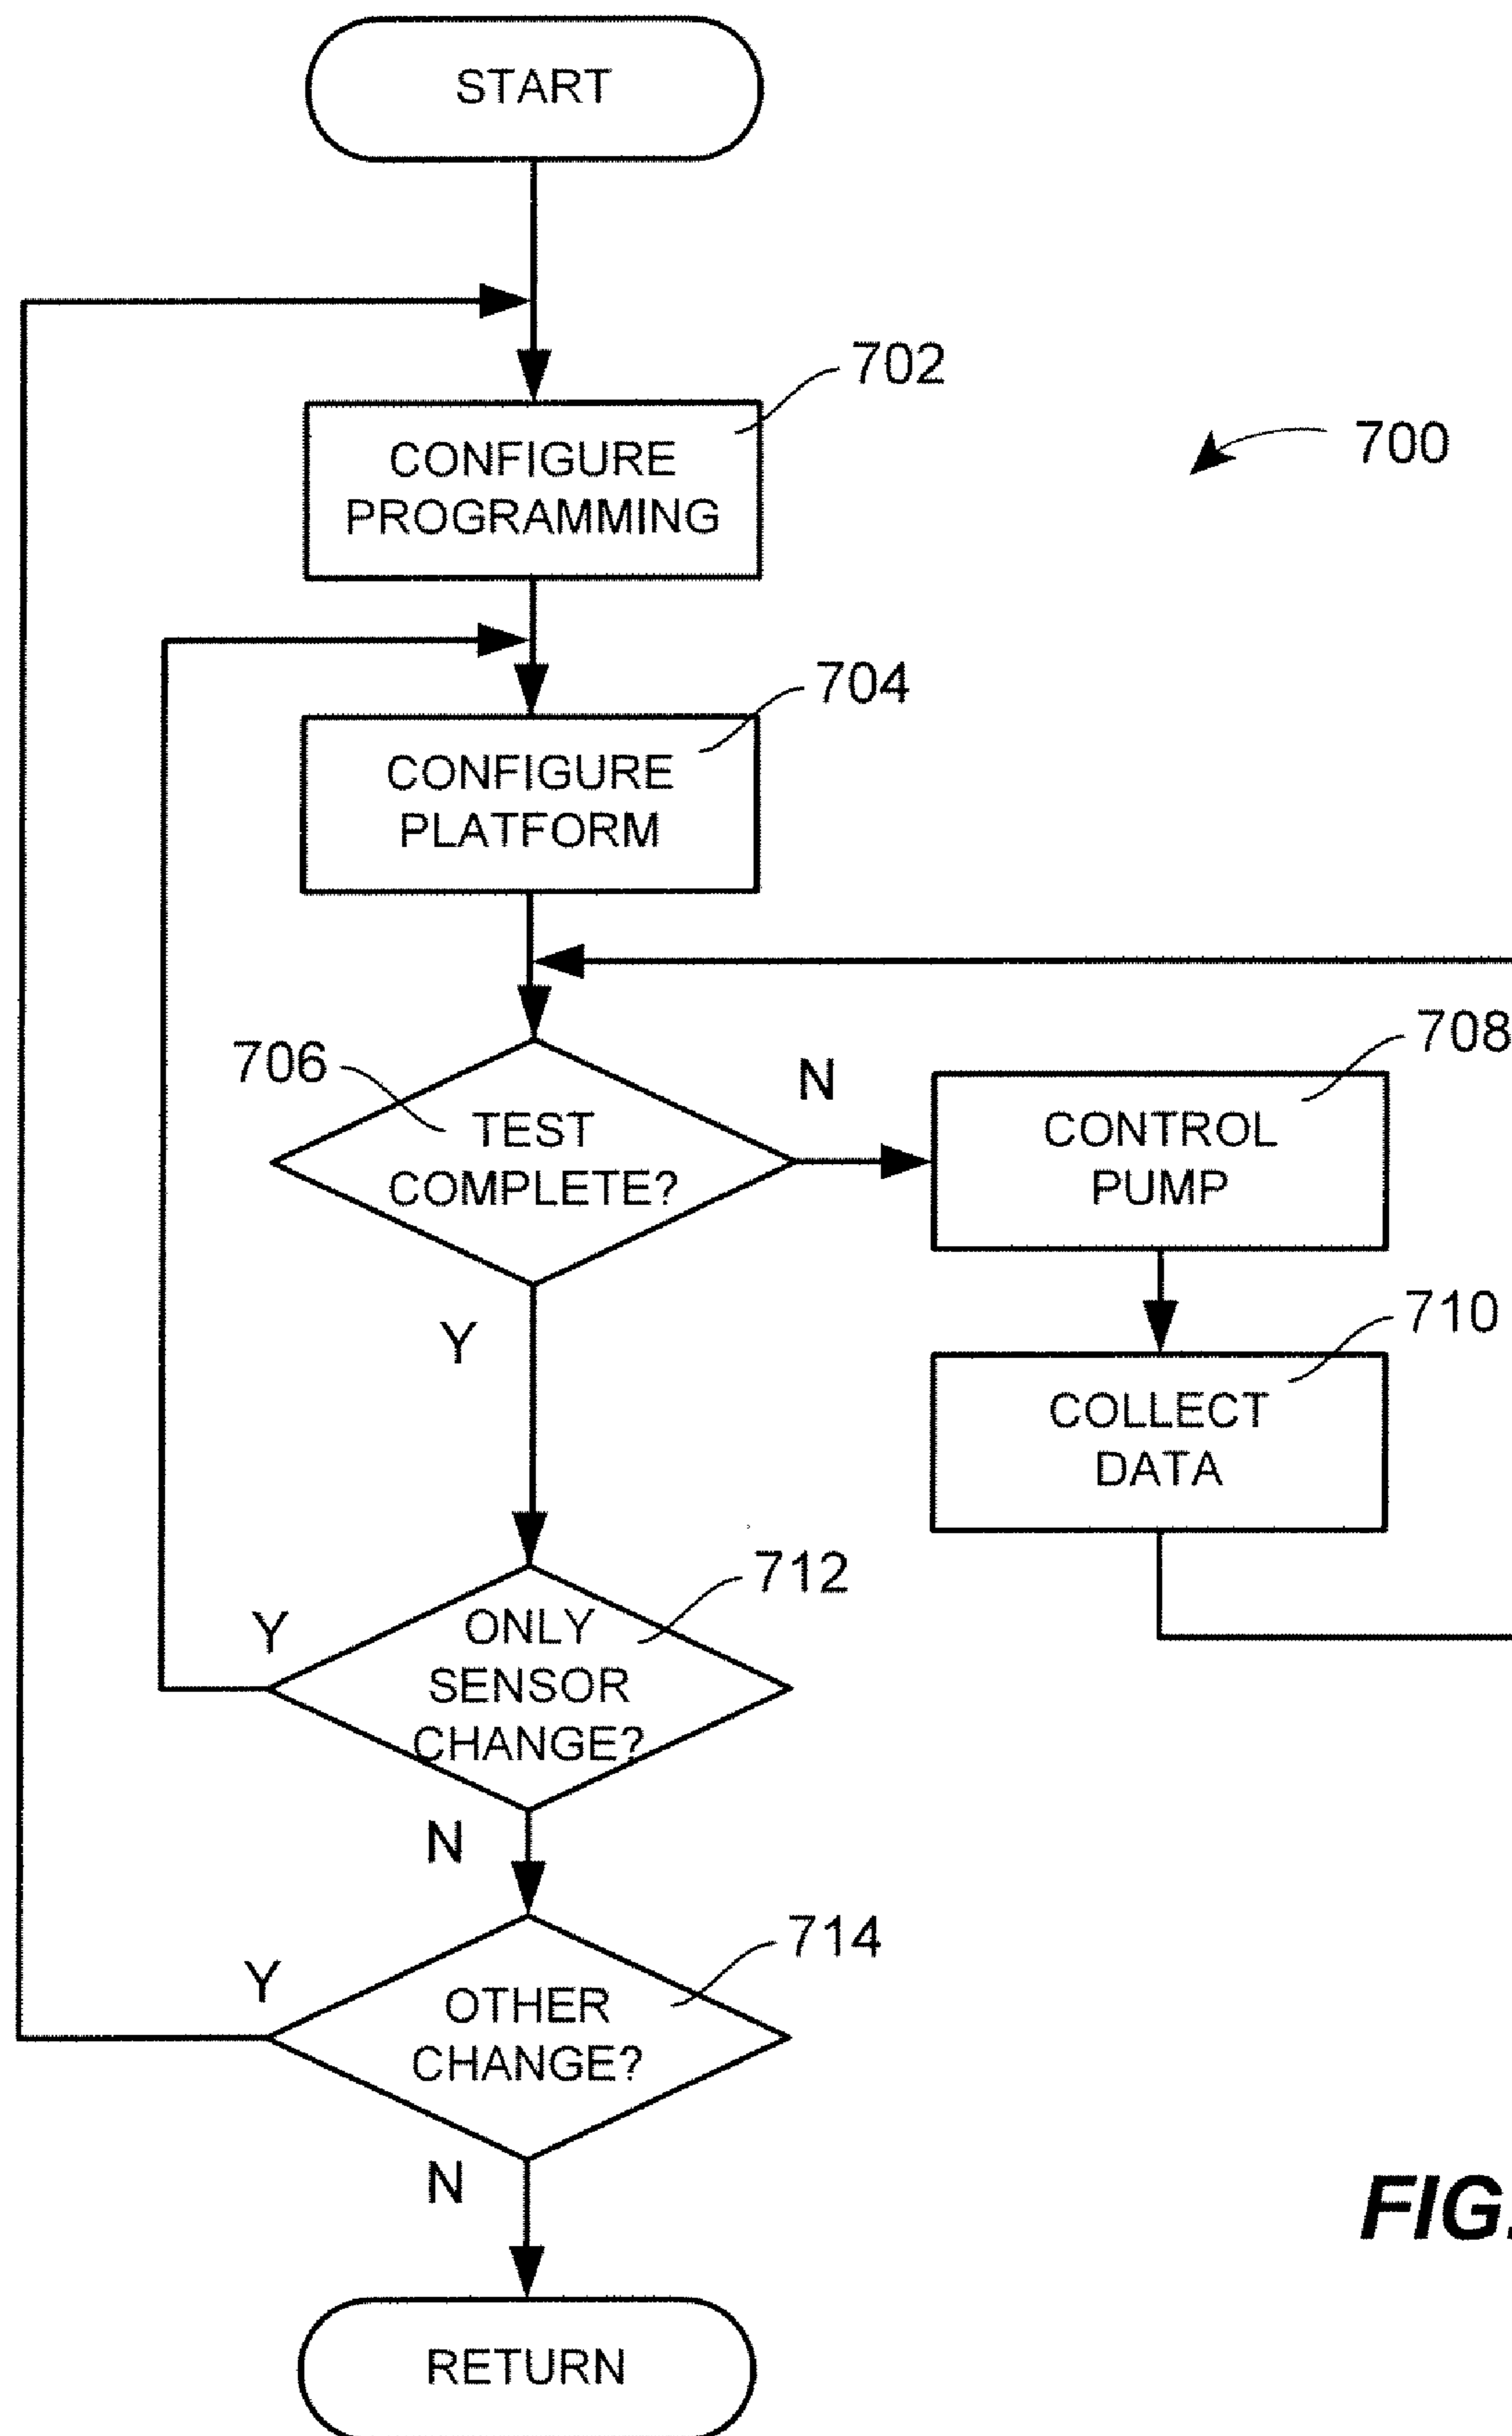 START
702
CONFIGURE
PROGRAMMING
700
704
CONFIGURE
PLATFORM
706
TEST
COMPLETE?
N
708
CONTROL
PUMP
Y
710
COLLECT
DATA
712
Y
ONLY
SENSOR
CHANGE?
N
714
Y
OTHER
CHANGE?
N
FIG.
RETURN